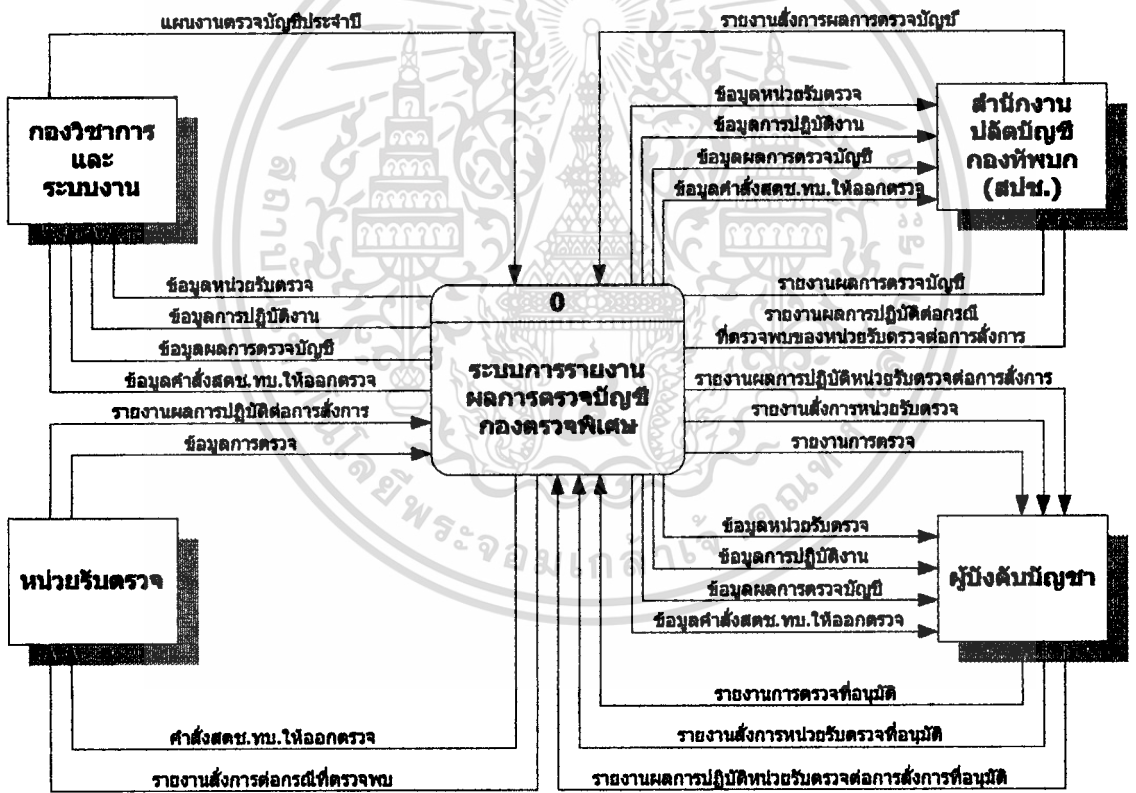 แผนงานตรวจบัญชีประจำปี
รายงานสั่งการผลการตรวจบัญชี
กองวิชาการ
และ
ระบบงาน
ข้อมูลหน่วยรับตรวจ
ข้อมูลการปฏิบัติงาน
ข้อมูลผลการตรวจบัญชี
ข้อมูลคำสั่งสตช.ทบ.ให้ออกตรวจ
สำนักงาน
ปลัดบัญชี
กองทัพบก
(สปช.)
ข้อมูลหน่วยรับตรวจ
ข้อมูลการปฏิบัติงาน
ข้อมูลผลการตรวจบัญชี
ข้อมูลคำสั่งสตช.ทบ.ให้ออกตรวจ
รายงานผลการปฏิบัติต่อการสั่งการ
ข้อมูลการตรวจ
0
ระบบการรายงาน
ผลการตรวจบัญชี
กองตรวจพิเศษ
รายงานผลการตรวจบัญชี
รายงานผลการปฏิบัติต่อกรณี
ที่ตรวจพบของหน่วยรับตรวจต่อการสั่งการ
รายงานผลการปฏิบัติหน่วยรับตรวจต่อการสั่งการ
รายงานสั่งการหน่วยรับตรวจ
รายงานการตรวจ
หน่วยรับตรวจ
ข้อมูลหน่วยรับตรวจ
ข้อมูลการปฏิบัติงาน
ข้อมูลผลการตรวจบัญชี
ข้อมูลคำสั่งสตช.ทบ.ให้ออกตรวจ
ผู้บังคับบัญชา
คำสั่งสตช.ทบ.ให้ออกตรวจ
รายงานสั่งการต่อกรณีที่ตรวจพบ
รายงานการตรวจที่อนุมัติ
รายงานสั่งการหน่วยรับตรวจที่อนุมัติ
รายงานผลการปฏิบัติหน่วยรับตรวจต่อการสั่งการที่อนุมัติ